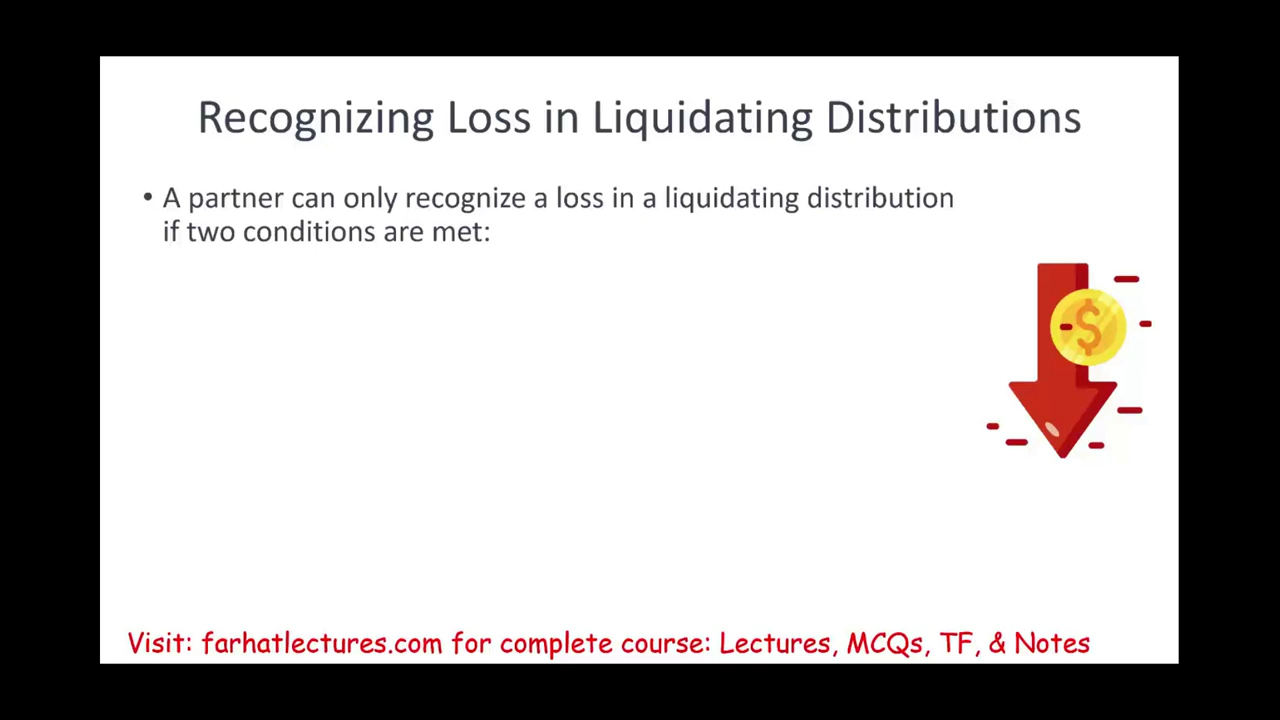 Recognizing Loss in Liquidating Distributions
• A partner can only recognize a loss in a liquidating distribution
if two conditions are met:
$
Visit: farhatlectures.com for complete course: Lectures, MCQs, TF, & Notes